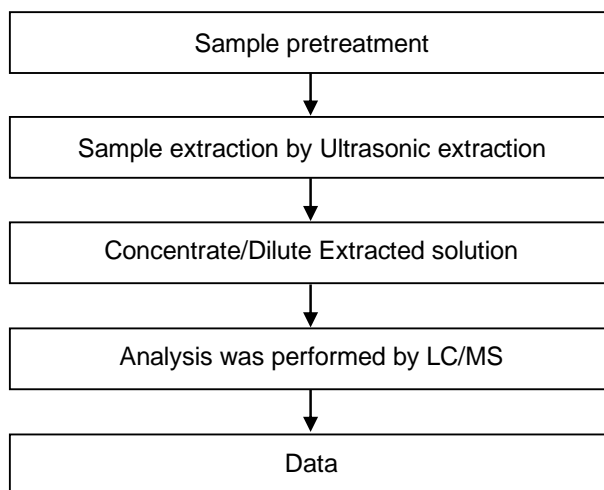 Sample pretreatment
Sample extraction by Ultrasonic extraction
Concentrate/Dilute Extracted solution
Analysis was performed by LC/MS
Data